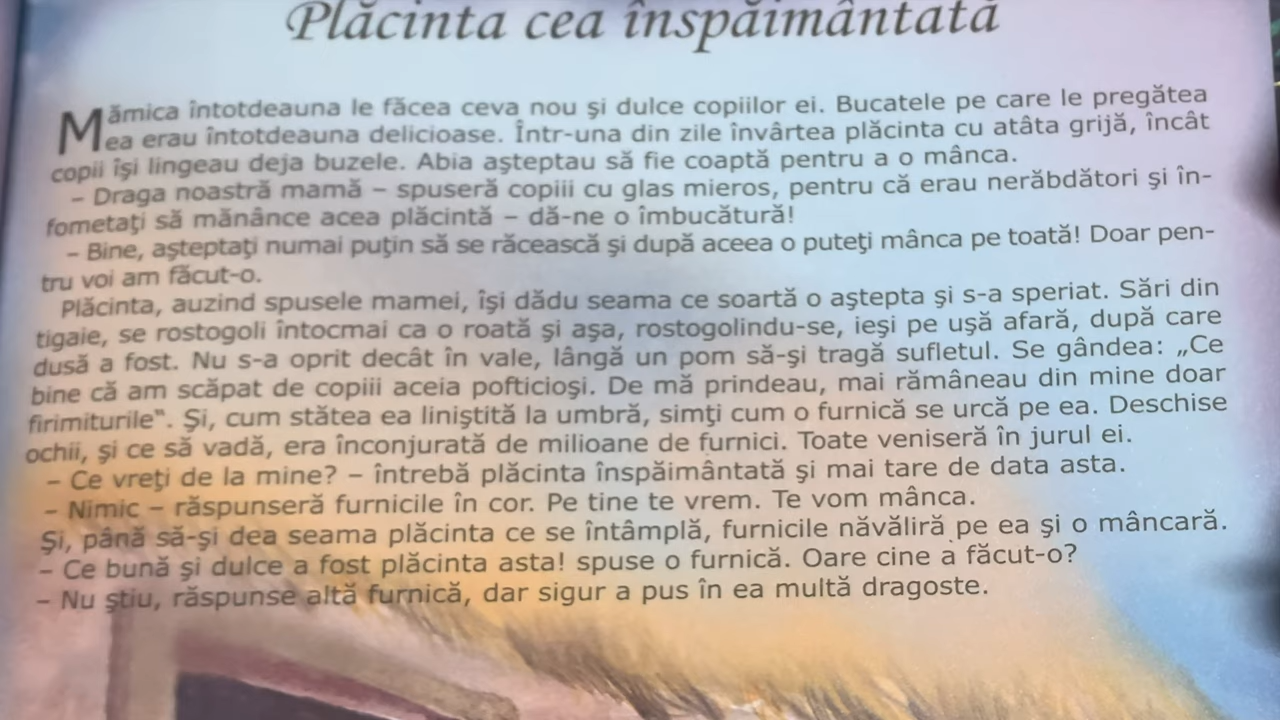 Plăcinta cea înspăimântată
Mămica întotdeauna le făcea ceva nou şi dulce copiilor ei. Bucatele pe care le pregătea
ea erau întotdeauna delicioase. Într-una din zile învârtea plăcinta cu atâta grijă, încât
copii îşi lingeau deja buzele. Abia aşteptau să fie coaptă pentru a o mânca.
– Draga noastră mamă – spuseră copiii cu glas mieros, pentru că erau nerăbdători şi în-
fometaţi să mănânce acea plăcintă – dă-ne o îmbucătură!
– Bine, aşteptaţi numai puţin să se răcească şi după aceea o puteţi mânca pe toată! Doar pen-
tru voi am făcut-o.
Plăcinta, auzind spusele mamei, îşi dădu seama ce soartă o aştepta şi s-a speriat. Sări din
tigaie, se rostogoli întocmai ca o roată şi aşa, rostogolindu-se, ieşi pe uşă afară, după care
dusă a fost. Nu s-a oprit decât în vale, lângă un pom să-şi tragă sufletul. Se gândea: „Ce
bine că am scăpat de copiii aceia pofticioşi. De mă prindeau, mai rămâneau din mine doar
firimiturile“. Şi, cum stătea ea liniştită la umbră, simţi cum o furnică se urcă pe ea. Deschise
ochii, şi ce să vadă, era înconjurată de milioane de furnici. Toate veniseră în jurul ei.
– Ce vreţi de la mine? – întrebă plăcinta înspăimântată şi mai tare de data asta.
– Nimic – răspunseră furnicile în cor. Pe tine te vrem. Te vom mânca.
Şi, până să-şi dea seama plăcinta ce se întâmplă, furnicile năvăliră pe ea şi o mâncară.
– Ce bună şi dulce a fost plăcinta asta! spuse o furnică. Oare cine a făcut-o?
– Nu ştiu, răspunse altă furnică, dar sigur a pus în ea multă dragoste.